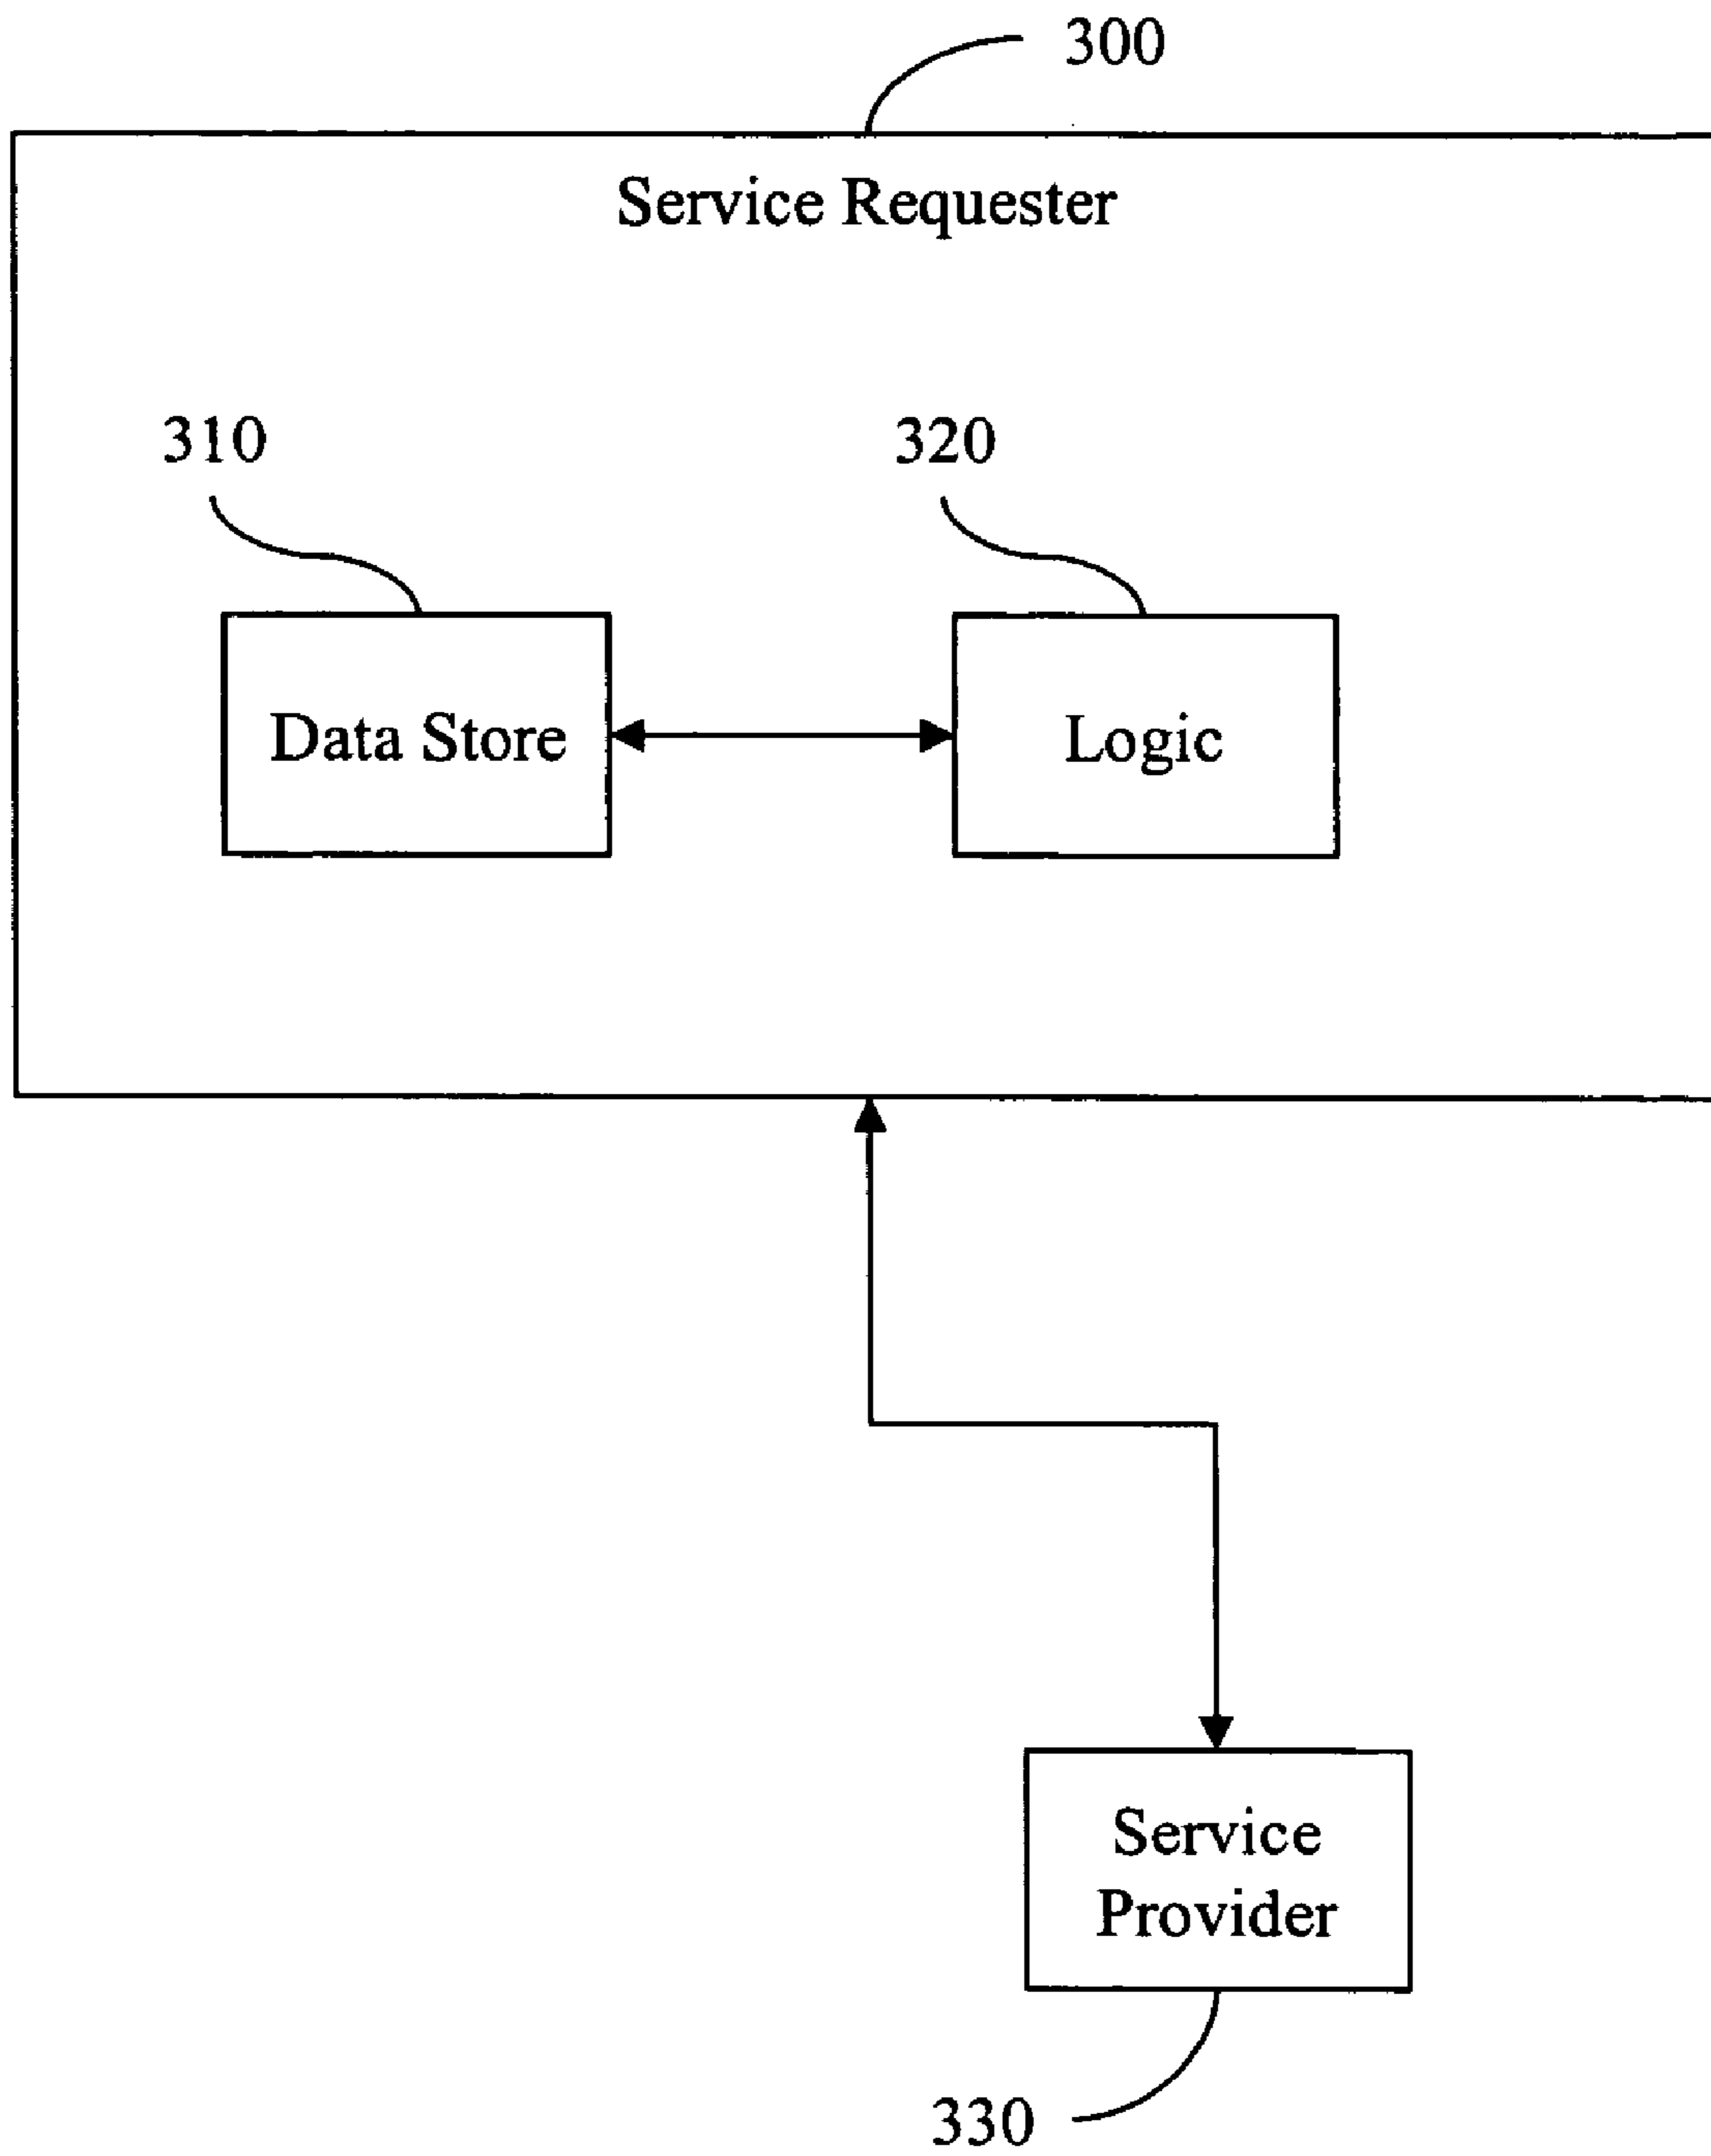 300
Service Requester
310
320
Data Store
Logic
Service
Provider
330